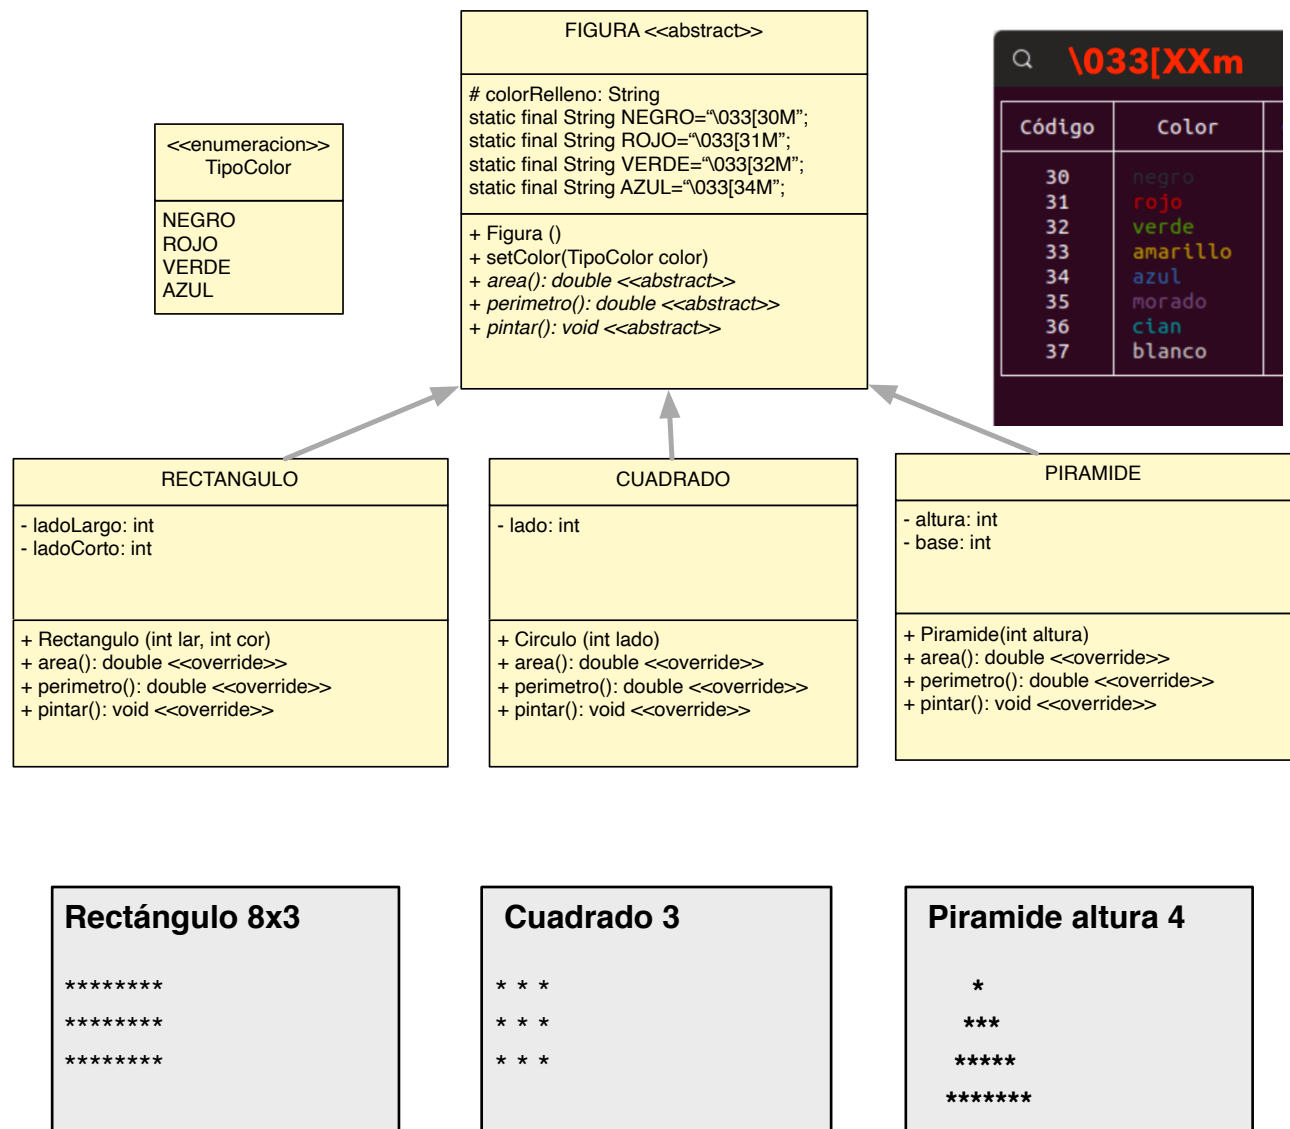 FIGURA <<abstract>>
# colorRelleno: String
static final String NEGRO=“\033[30M”;
static final String ROJO=“\033[31M”;
static final String VERDE=“\033[32M”;
static final String AZUL=“\033[34M”;
+ Figura ()
+ setColor(TipoColor color)
+ area(): double <<abstract>>
+ perimetro(): double <<abstract>>
+ pintar(): void <<abstract>>
<<enumeracion>>
TipoColor
NEGRO
ROJO
VERDE
AZUL
\033[XXm
Código Color
30 negro
31 rojo
32 verde
33 amarillo
34 azul
35 morado
36 cian
37 blanco
RECTANGULO
- ladoLargo: int
- ladoCorto: int
+ Rectangulo (int lar, int cor)
+ area(): double <<override>>
+ perimetro(): double <<override>>
+ pintar(): void <<override>>
CUADRADO
- lado: int
+ Circulo (int lado)
+ area(): double <<override>>
+ perimetro(): double <<override>>
+ pintar(): void <<override>>
PIRAMIDE
- altura: int
- base: int
+ Piramide(int altura)
+ area(): double <<override>>
+ perimetro(): double <<override>>
+ pintar(): void <<override>>
Rectángulo 8x3
********
********
********
Cuadrado 3
* * *
* * *
* * *
Piramide altura 4
*
***
*****
*******